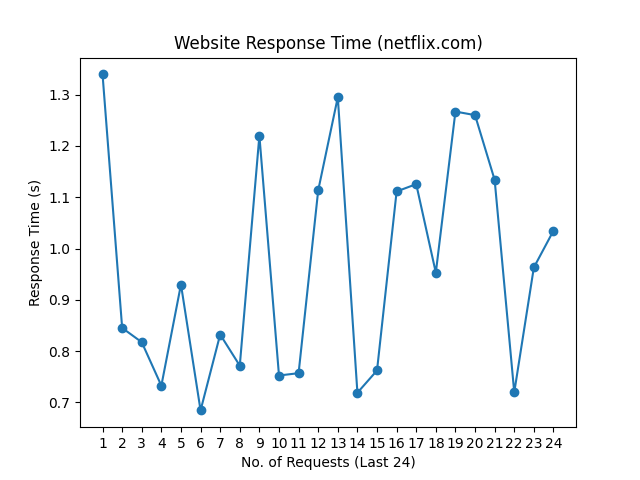 Website Response Time (netflix.com)
Response Time (s)
1.3
1.2
1.1
1.0
0.9
0.8
0.7
1 2 3 4 5 6 7 8 9 10 11 12 13 14 15 16 17 18 19 20 21 22 23 24
No. of Requests (Last 24)